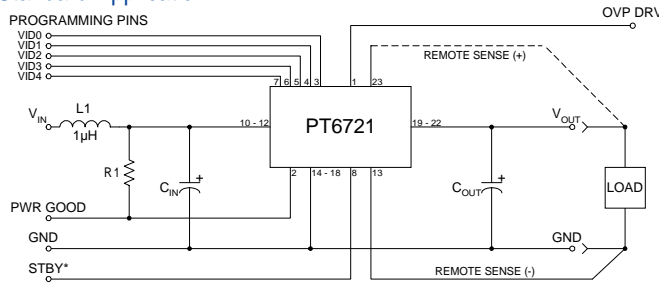 OVP DRV
PROGRAMMING PINS
VID0
VID1
VID2
VID3
VID4
REMOTE SENSE (+)
7 6 5 4 3 1 23
VIN
L1
1µH
10 - 12
PT6721
19 - 22
VOUT
R1
CIN
+
COUT
+
LOAD
2 14 - 18 8 13
PWR GOOD
GND
GND
STBY*
REMOTE SENSE (-)